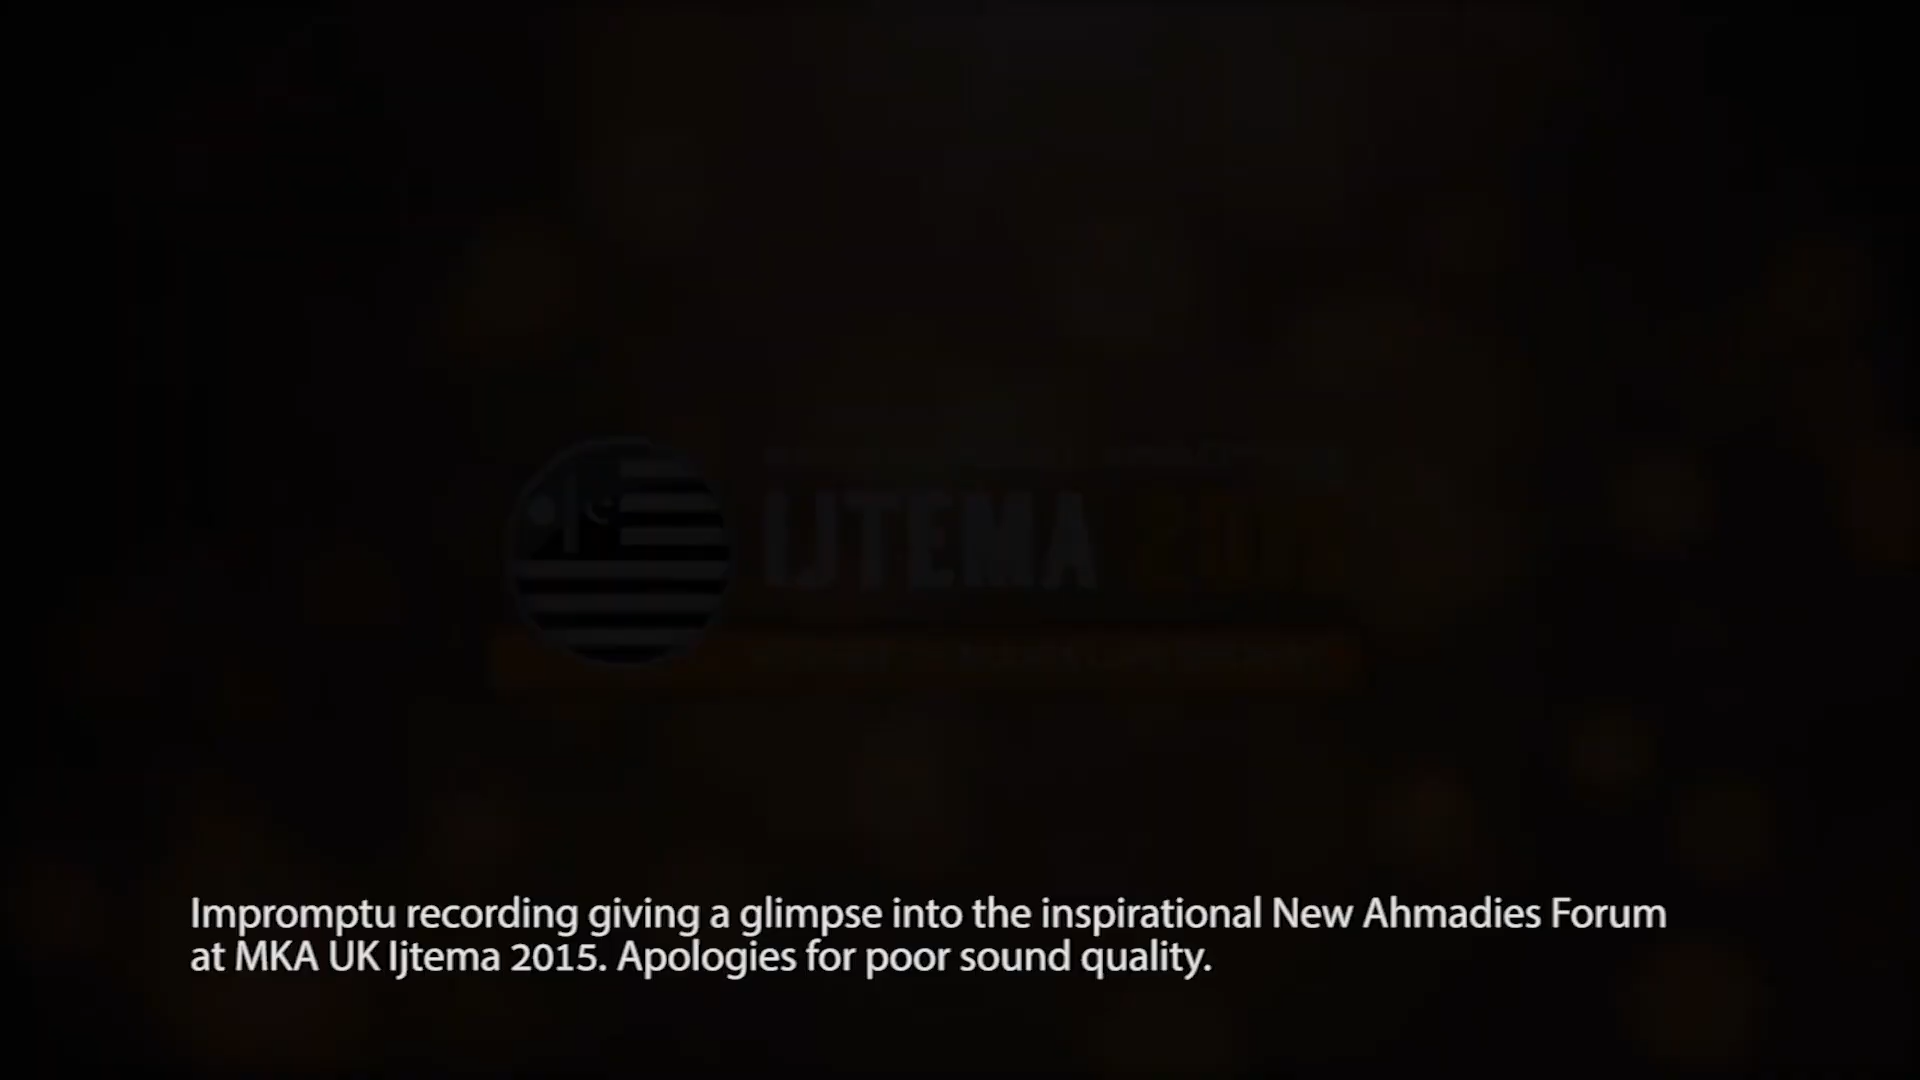 IJTEMA
Impromptu recording giving a glimpse into the inspirational New Ahmadies Forum
at MKA UK Ijtema 2015. Apologies for poor sound quality.